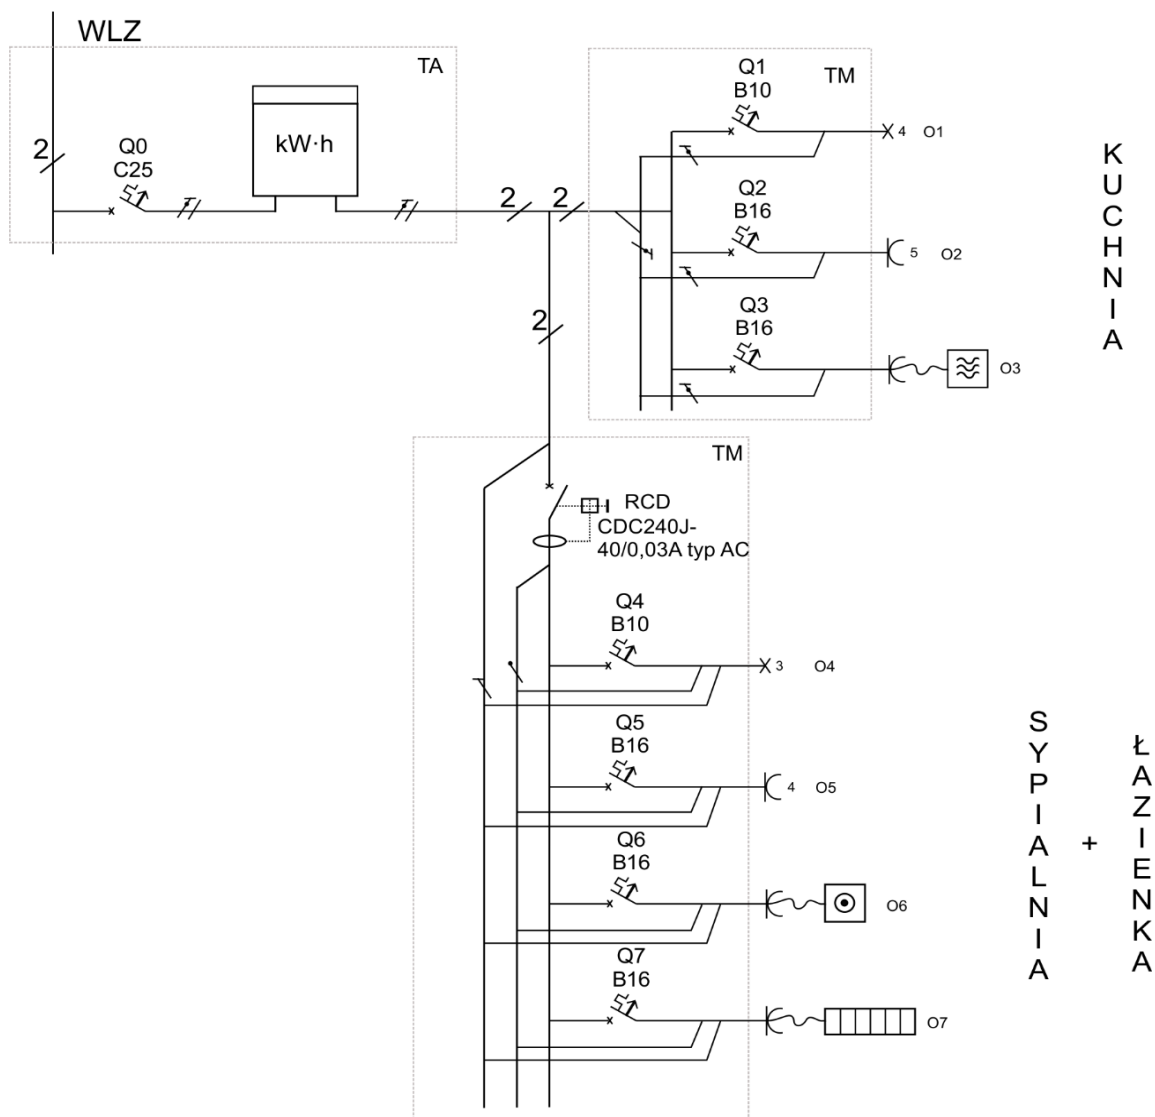 WLZ
TA
2
Q0
C25
kW·h
2
2
TM
Q1
B10
4
O1
Q2
B16
5
O2
Q3
B16
O3
KUCHNIA
2
TM
RCD
CDC240J-
40/0,03A typ AC
Q4
B10
3
O4
Q5
B16
4
O5
Q6
B16
O6
Q7
B16
O7
SYPIALNIA
+
ŁAZIENKA